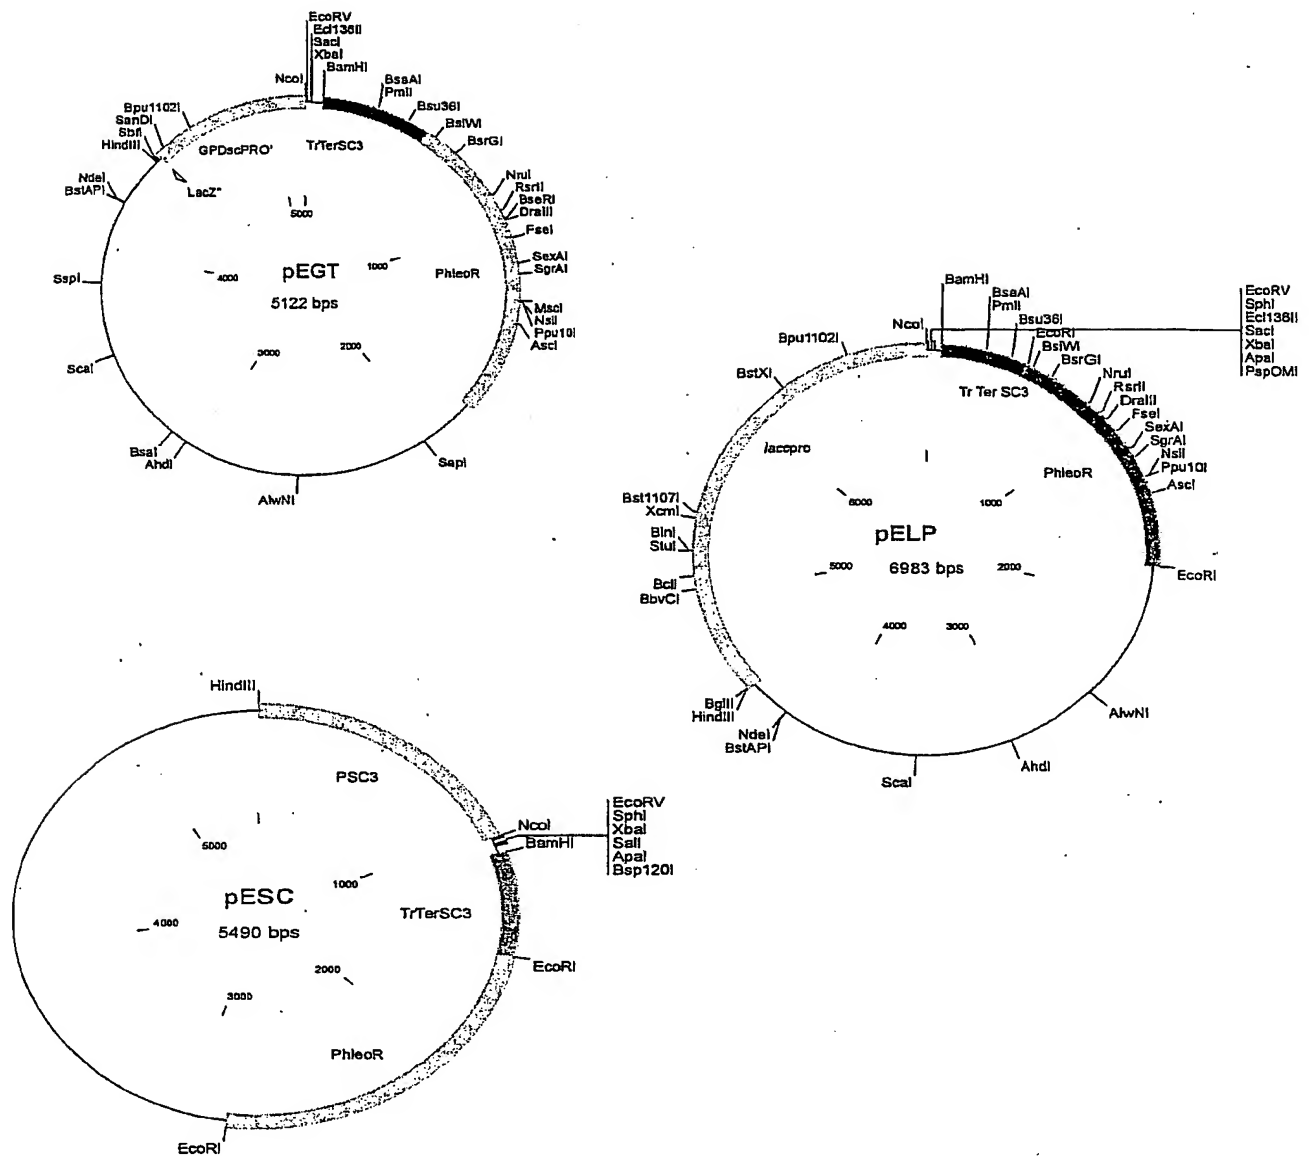 EcoRV
Ecl136II
SacI
XbaI
BamHI
NcoI
BsaAI
PmlI
Bsu36I
BsiWI
BsrGI
Bpu1102I
SanDI
SbfI
HindIII
GPDscPRO'
TrTerSC3
LacZ"
NdeI
BstAPI
NruI
RsrII
BseRI
DraIII
FseI
SexAI
SgrAI
5000
4000
1000
pEGT
PhleoR
5122 bps
SspI
MscI
NsiI
Ppu10I
AscI
3000
2000
ScaI
BsaI
AhdI
SapI
AlwNI
BamHI
BsaAI
PmlI
Bsu36I
EcoRI
BsiWI
BsrGI
NcoI
Bpu1102I
BstXI
EcoRV
SphI
Ecl136II
SacI
XbaI
ApaI
PspOMI
NruI
RsrII
DraIII
FseI
SexAI
SgrAI
NsiI
Ppu10I
AscI
Tr Ter SC3
laccpro
PhleoR
6000
1000
Bst1107I
XcmI
BlnI
StuI
BclI
BbvCI
pELP
5000
6983 bps
2000
EcoRI
4000
3000
BglII
HindIII
NdeI
BstAPI
AlwNI
AhdI
ScaI
HindIII
PSC3
NcoI
BamHI
EcoRV
SphI
XbaI
SalI
ApaI
Bsp120I
5000
1000
pESC
4000
5490 bps
TrTerSC3
2000
3000
EcoRI
PhleoR
EcoRI